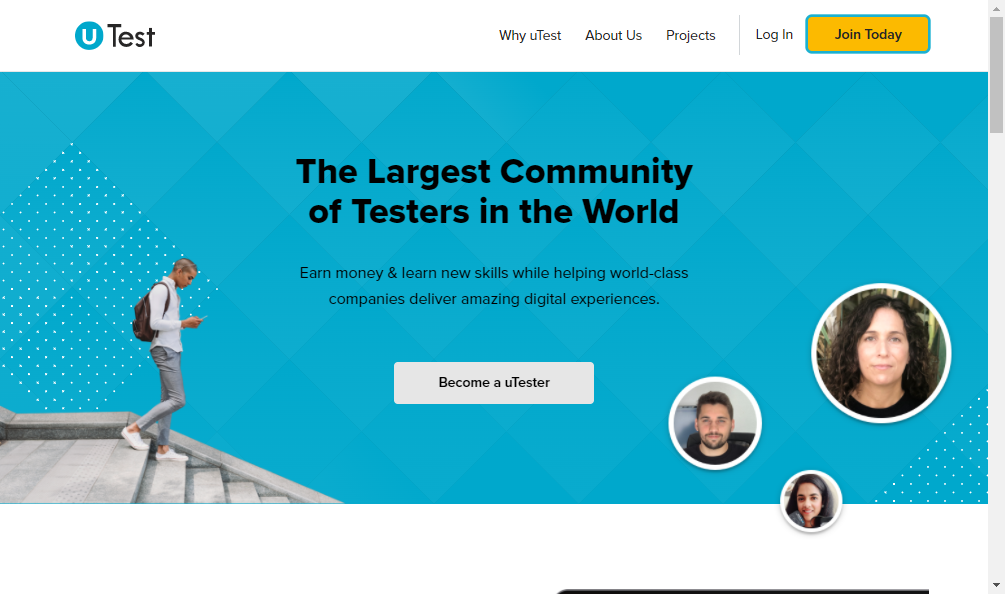 uTest
Why uTest
About Us
Projects
Log In
Join Today
The Largest Community
of Testers in the World
Earn money & learn new skills while helping world-class
companies deliver amazing digital experiences.
Become a uTester